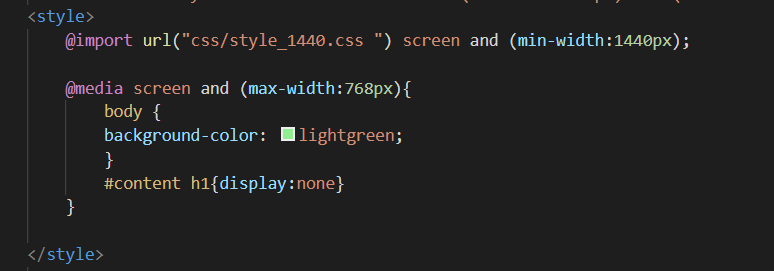 <style>
@import url("css/style_1440.css ") screen and (min-width:1440px);
@media screen and (max-width:768px){
body {
background-color: lightgreen;
}
#content h1{display:none}
}
</style>